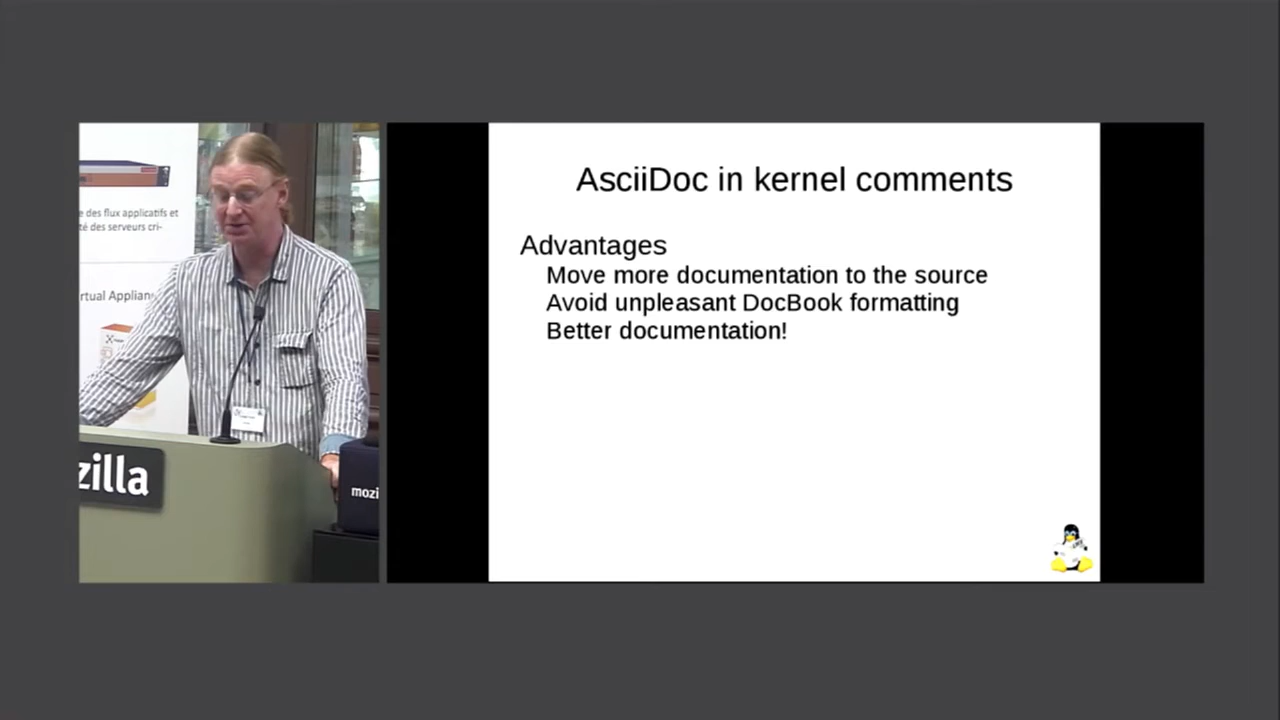 e des flux applicatifs et
té des serveurs cri-
rtual Applian
zilla
mozi
AsciiDoc in kernel comments
Advantages
Move more documentation to the source
Avoid unpleasant DocBook formatting
Better documentation!